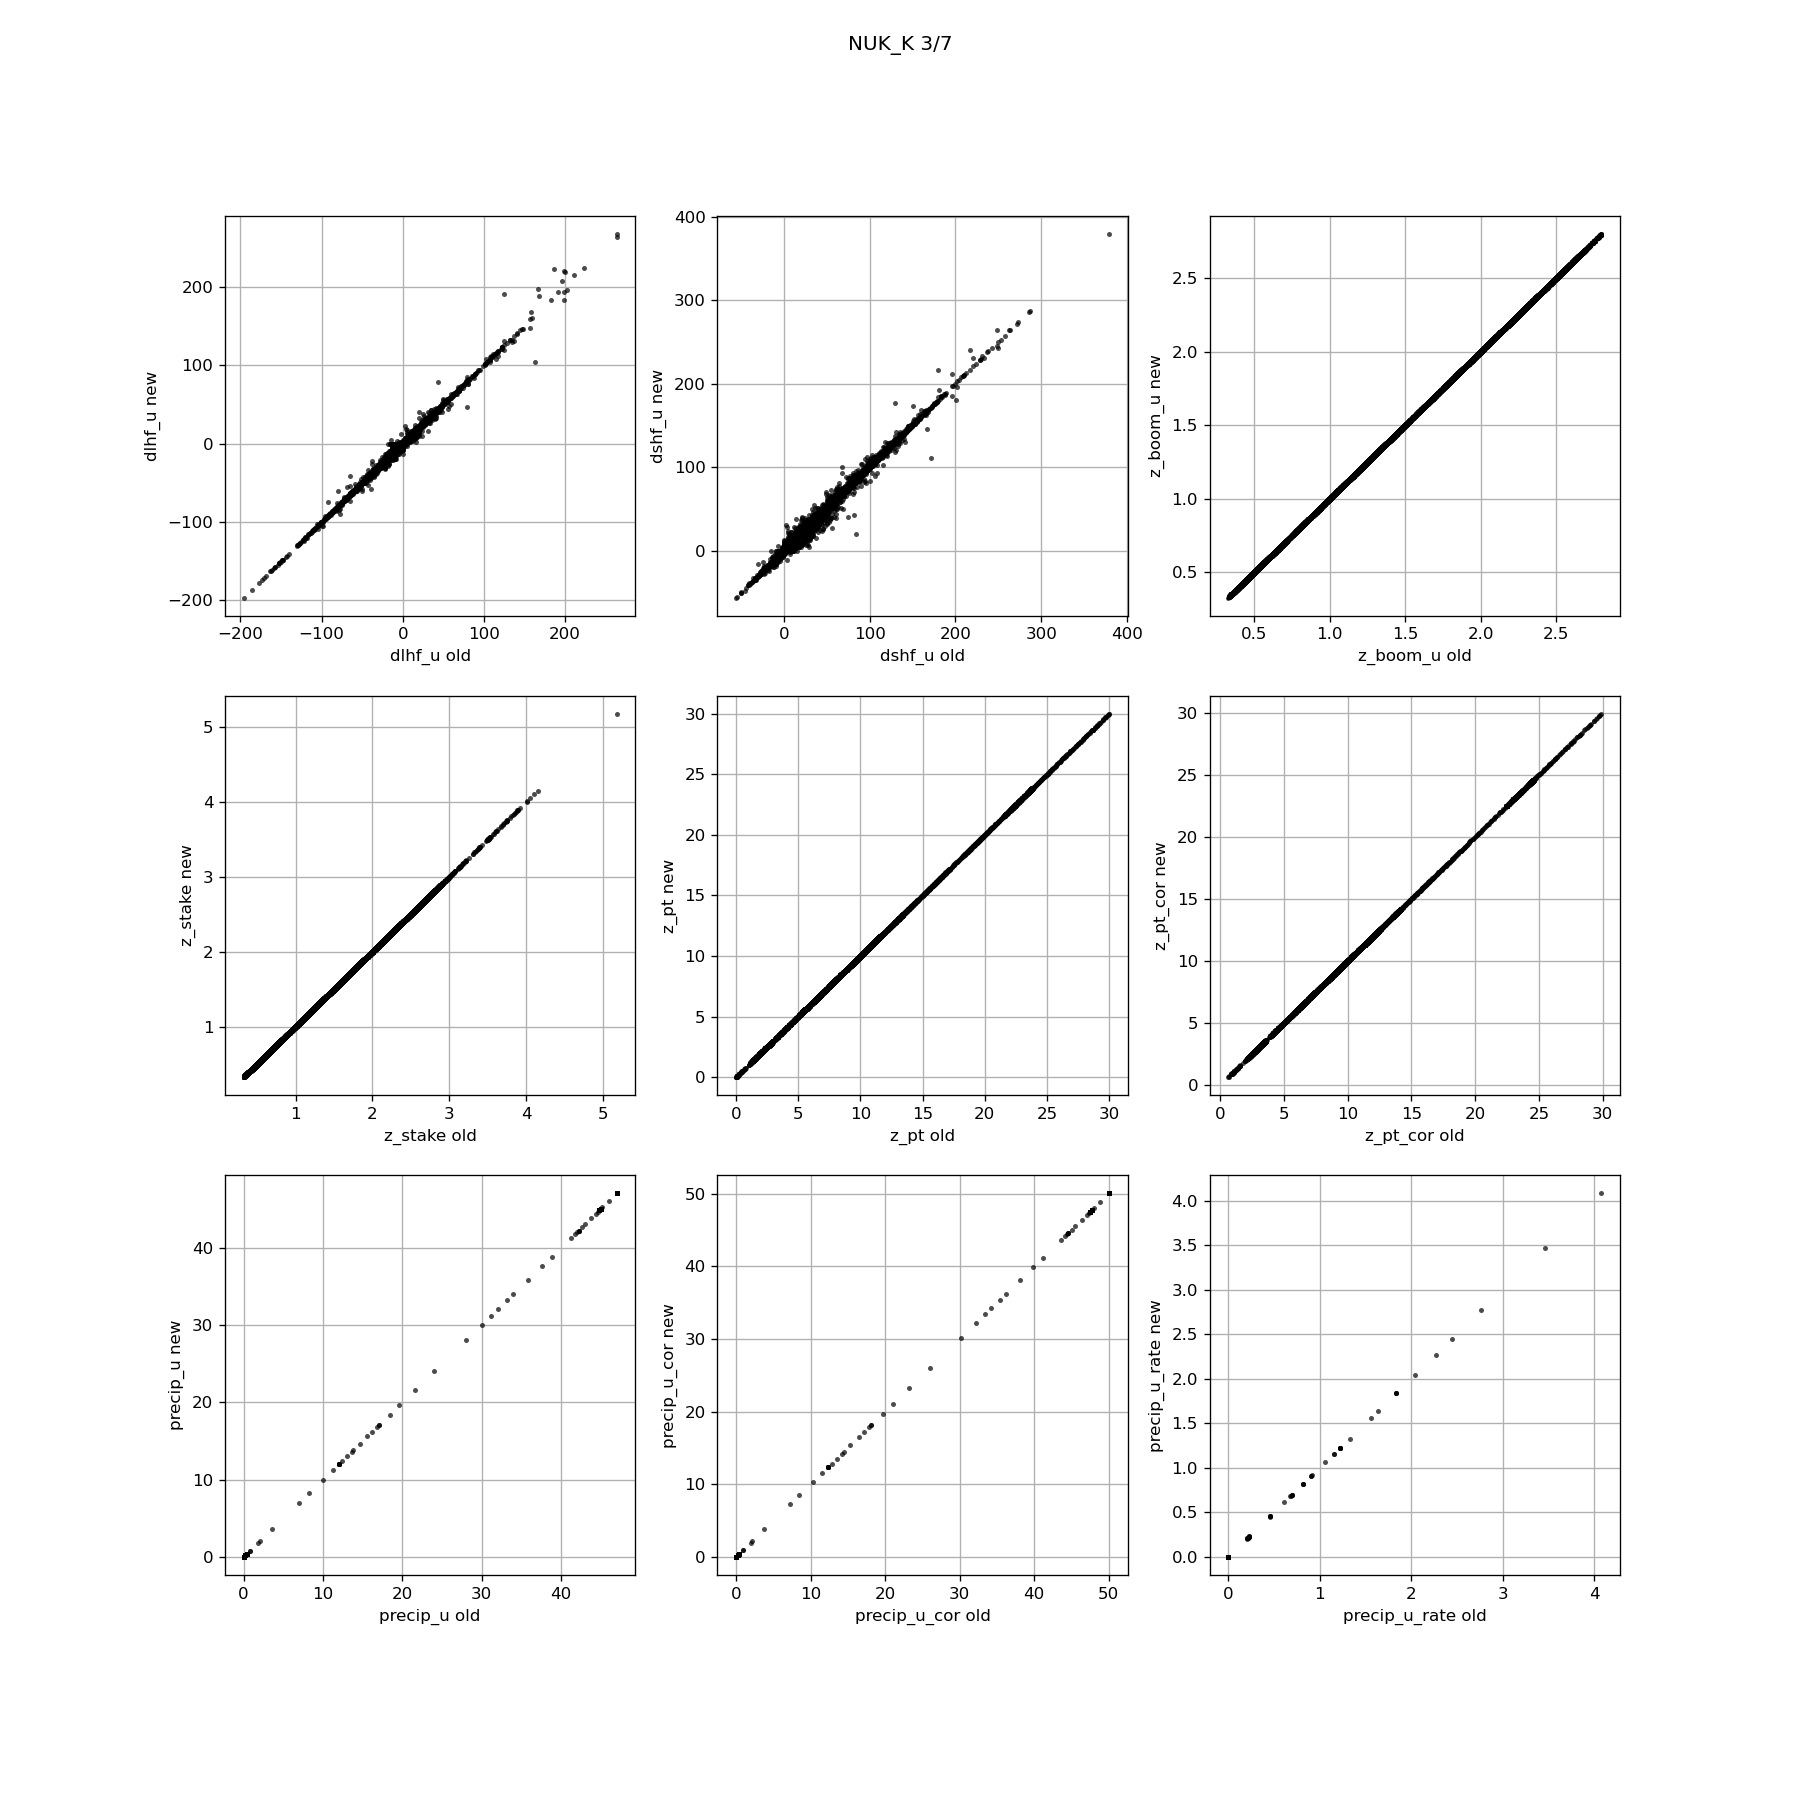 NUK_K 3/7
dlhf_u new
200
100
0
−100
−200
−200 −100 0 100 200
dlhf_u old
dshf_u new
400
300
200
100
0
0 100 200 300 400
dshf_u old
z_boom_u new
2.5
2.0
1.5
1.0
0.5
0.5 1.0 1.5 2.0 2.5
z_boom_u old
z_stake new
5
4
3
2
1
1 2 3 4 5
z_stake old
z_pt new
30
25
20
15
10
5
0
0 5 10 15 20 25 30
z_pt old
z_pt_cor new
30
25
20
15
10
5
0
0 5 10 15 20 25 30
z_pt_cor old
precip_u new
40
30
20
10
0
0 10 20 30 40
precip_u old
precip_u_cor new
50
40
30
20
10
0
0 10 20 30 40 50
precip_u_cor old
precip_u_rate new
4.0
3.5
3.0
2.5
2.0
1.5
1.0
0.5
0.0
0 1 2 3 4
precip_u_rate old